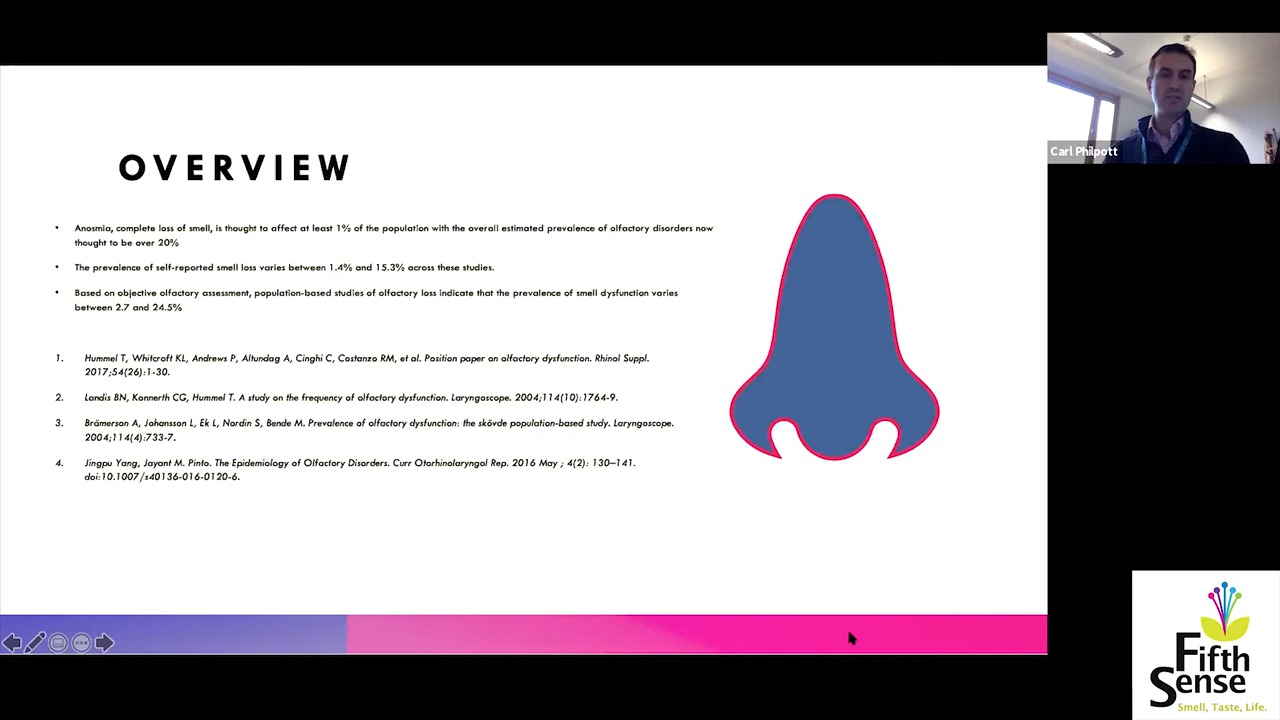 OVERVIEW
• Anosmia, complete loss of smell, is thought to affect at least 1% of the population with the overall estimated prevalence of olfactory disorders now
thought to be over 20%
• The prevalence of self-reported smell loss varies between 1.4% and 15.3% across these studies.
• Based on objective olfactory assessment, population-based studies of olfactory loss indicate that the prevalence of smell dysfunction varies
between 2.7 and 24.5%
1. Hummel T, Whitcroft KL, Andrews P, Altundag A, Cinghi C, Costanzo RM, et al. Position paper on olfactory dysfunction. Rhinol Suppl.
2017;54(26):1-30.
2. Landis BN, Konnerth CG, Hummel T. A study on the frequency of olfactory dysfunction. Laryngoscope. 2004;114(10):1764-9.
3. Brämerson A, Johansson L, Ek L, Nordin S, Bende M. Prevalence of olfactory dysfunction: the skövde population-based study. Laryngoscope.
2004;114(4):733-7.
4. Jingpu Yang, Jayant M. Pinto. The Epidemiology of Olfactory Disorders. Curr Otorhinolaryngol Rep. 2016 May ; 4(2): 130–141.
doi:10.1007/s40136-016-0120-6.
Carl Philpott
Fifth
Sense
Smell, Taste, Life.